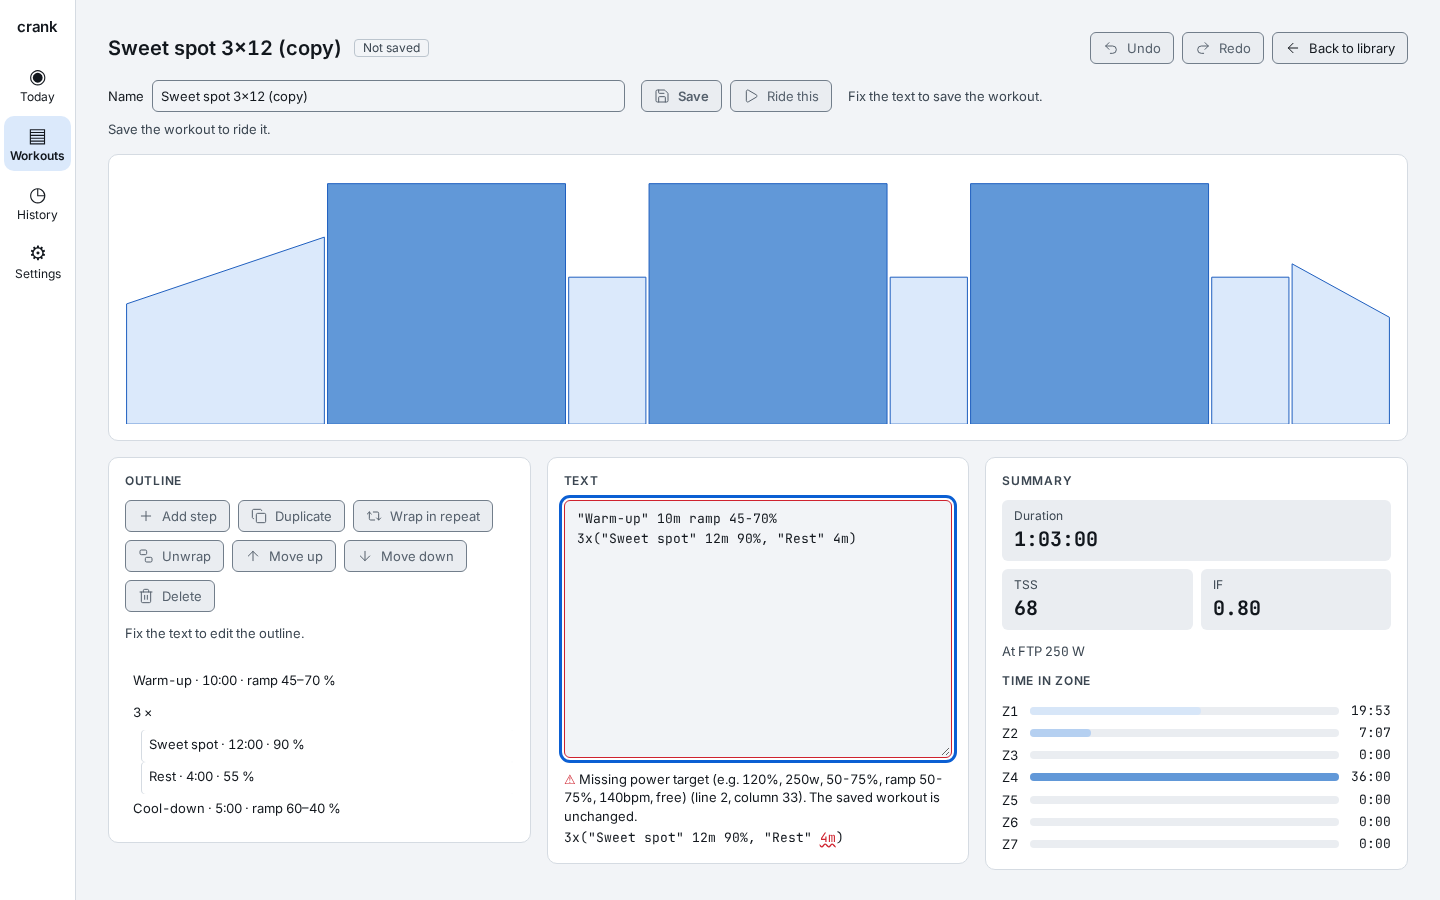 crank
Today
Workouts
History
Settings
Sweet spot 3×12 (copy)
Not saved
Undo
Redo
Back to library
Name
Sweet spot 3×12 (copy)
Save
Ride this
Fix the text to save the workout.
Save the workout to ride it.
OUTLINE
Add step
Duplicate
Wrap in repeat
Unwrap
Move up
Move down
Delete
Fix the text to edit the outline.
Warm-up · 10:00 · ramp 45–70 %
3 ×
Sweet spot · 12:00 · 90 %
Rest · 4:00 · 55 %
Cool-down · 5:00 · ramp 60–40 %
TEXT
"Warm-up" 10m ramp 45-70%
3x("Sweet spot" 12m 90%, "Rest" 4m)
⚠ Missing power target (e.g. 120%, 250w, 50-75%, ramp 50-
75%, 140bpm, free) (line 2, column 33). The saved workout is
unchanged.
3x("Sweet spot" 12m 90%, "Rest" 4m)
SUMMARY
Duration
1:03:00
TSS
68
IF
0.80
At FTP 250 W
TIME IN ZONE
Z1 19:53
Z2 7:07
Z3 0:00
Z4 36:00
Z5 0:00
Z6 0:00
Z7 0:00